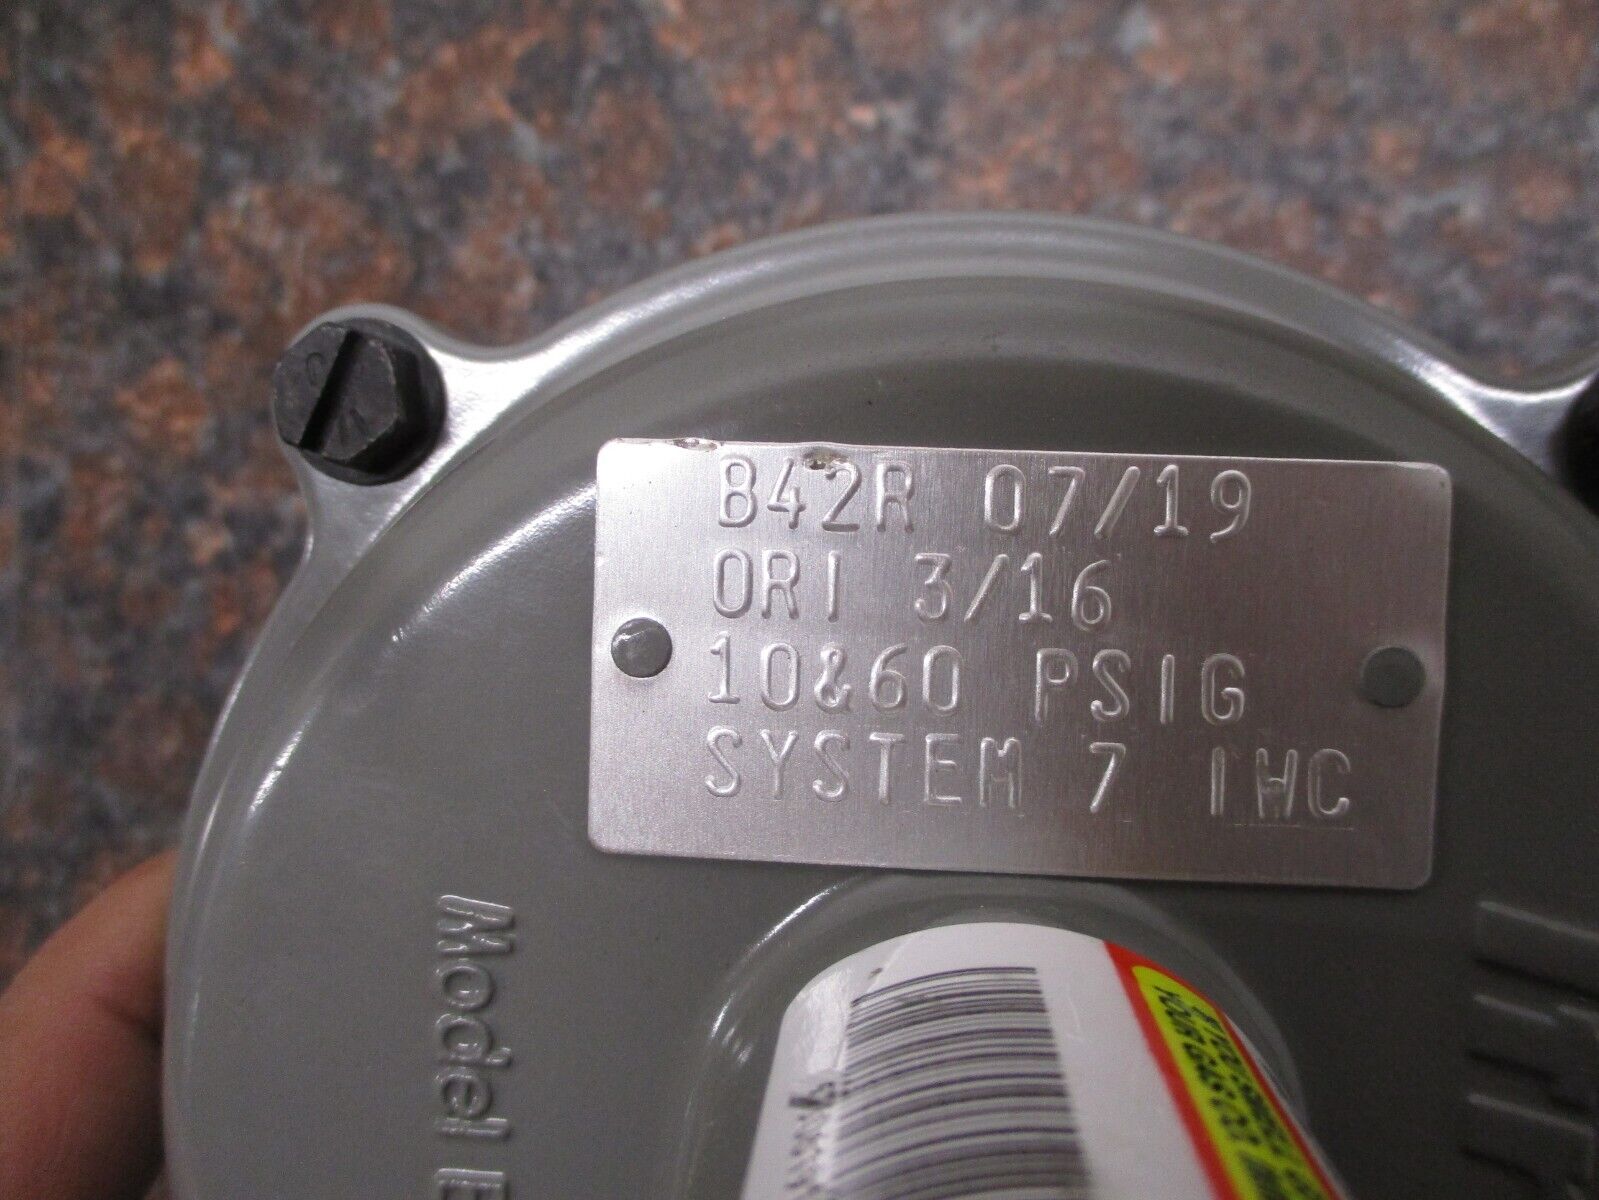 B42R 07/19
ORI 3/16
10&60 PSIG
SYSTEM 7 IWC
Model